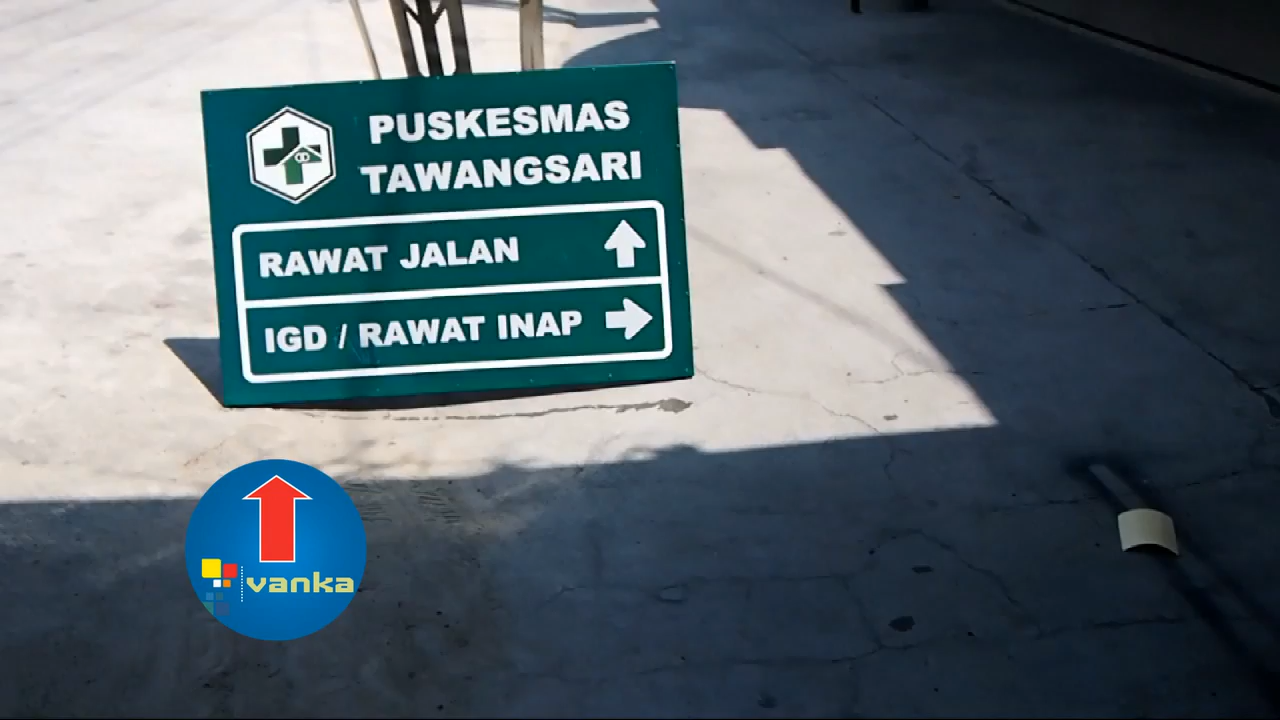 PUSKESMAS
TAWANGSARI
RAWAT JALAN
IGD / RAWAT INAP
vanka